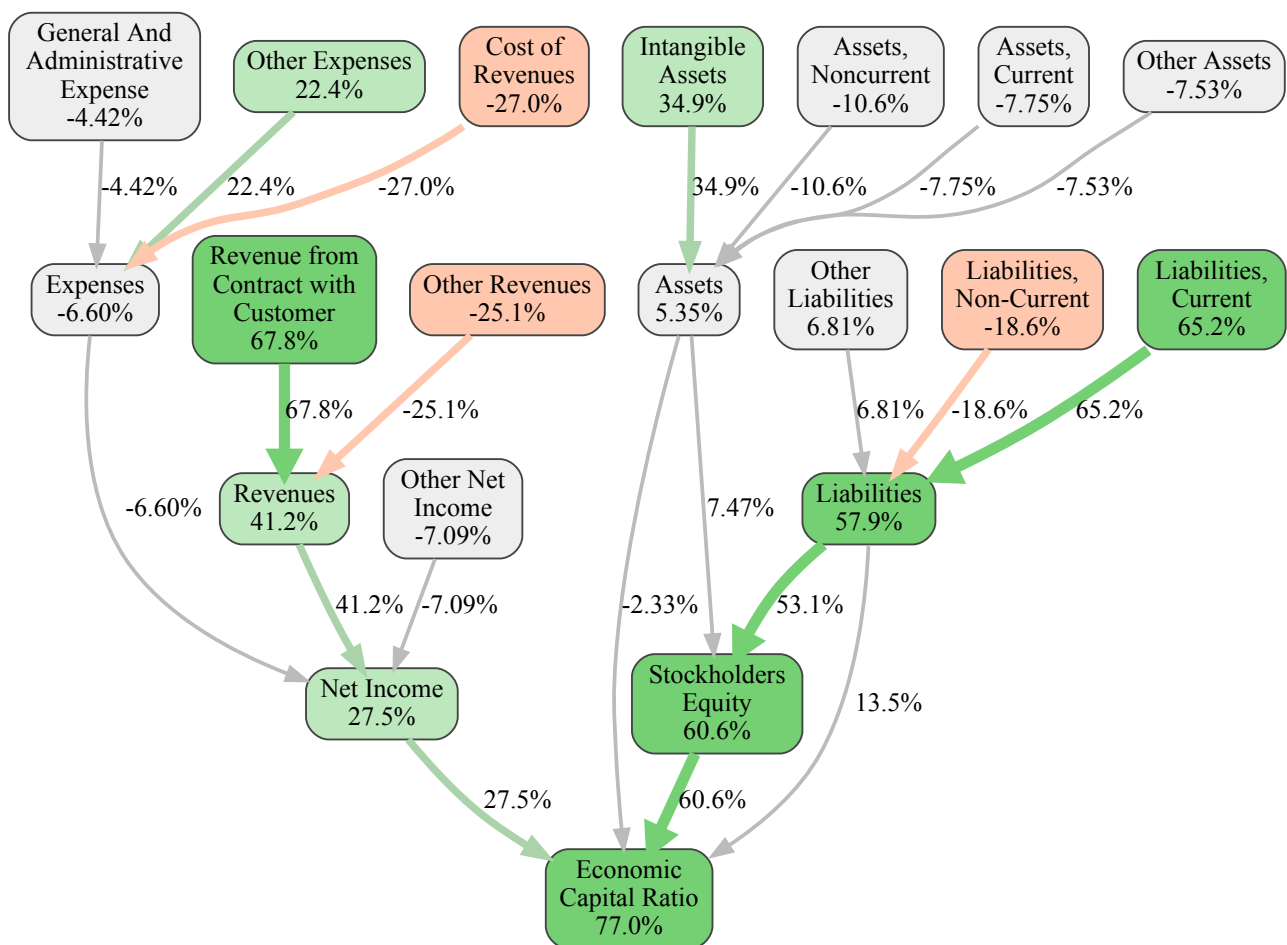 General And
Administrative
Expense
-4.42%
Other Expenses
22.4%
Cost of
Revenues
-27.0%
Intangible
Assets
34.9%
Assets,
Noncurrent
-10.6%
Assets,
Current
-7.75%
Other Assets
-7.53%
-4.42%
22.4%
-27.0%
34.9%
-10.6%
-7.75%
-7.53%
Expenses
-6.60%
Revenue from
Contract with
Customer
67.8%
Other Revenues
-25.1%
Assets
5.35%
Other
Liabilities
6.81%
Liabilities,
Non-Current
-18.6%
Liabilities,
Current
65.2%
67.8%
-25.1%
6.81%
-18.6%
65.2%
-6.60%
Revenues
41.2%
Other Net
Income
-7.09%
7.47%
Liabilities
57.9%
41.2%
-7.09%
-2.33%
53.1%
Net Income
27.5%
Stockholders
Equity
60.6%
13.5%
27.5%
60.6%
Economic
Capital Ratio
77.0%